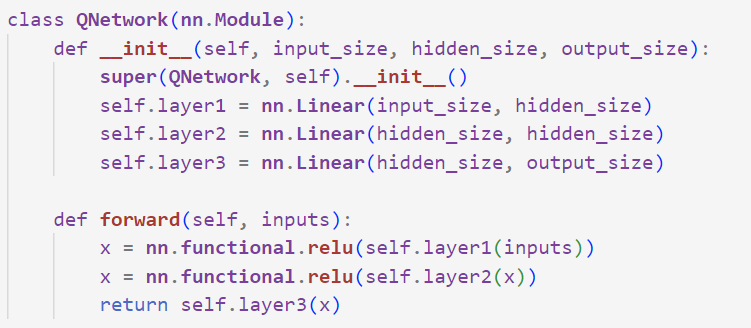 class QNetwork(nn.Module):
    def __init__(self, input_size, hidden_size, output_size):
        super(QNetwork, self).__init__()
        self.layer1 = nn.Linear(input_size, hidden_size)
        self.layer2 = nn.Linear(hidden_size, hidden_size)
        self.layer3 = nn.Linear(hidden_size, output_size)

    def forward(self, inputs):
        x = nn.functional.relu(self.layer1(inputs))
        x = nn.functional.relu(self.layer2(x))
        return self.layer3(x)